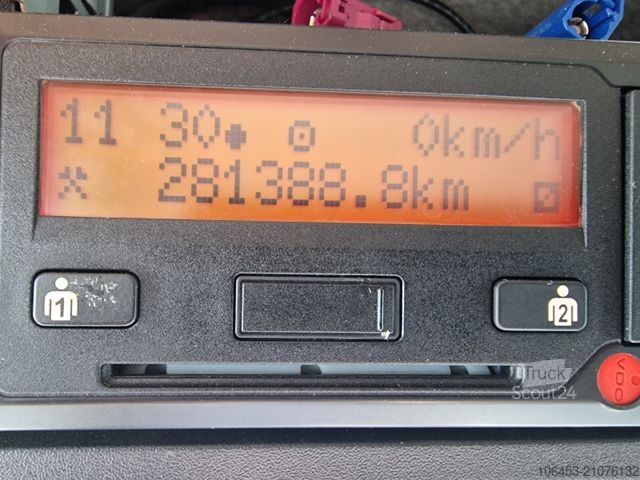 11 30 0km/h
281388.8km
1 2
VDO
Truck
Scout24
106453-21076132